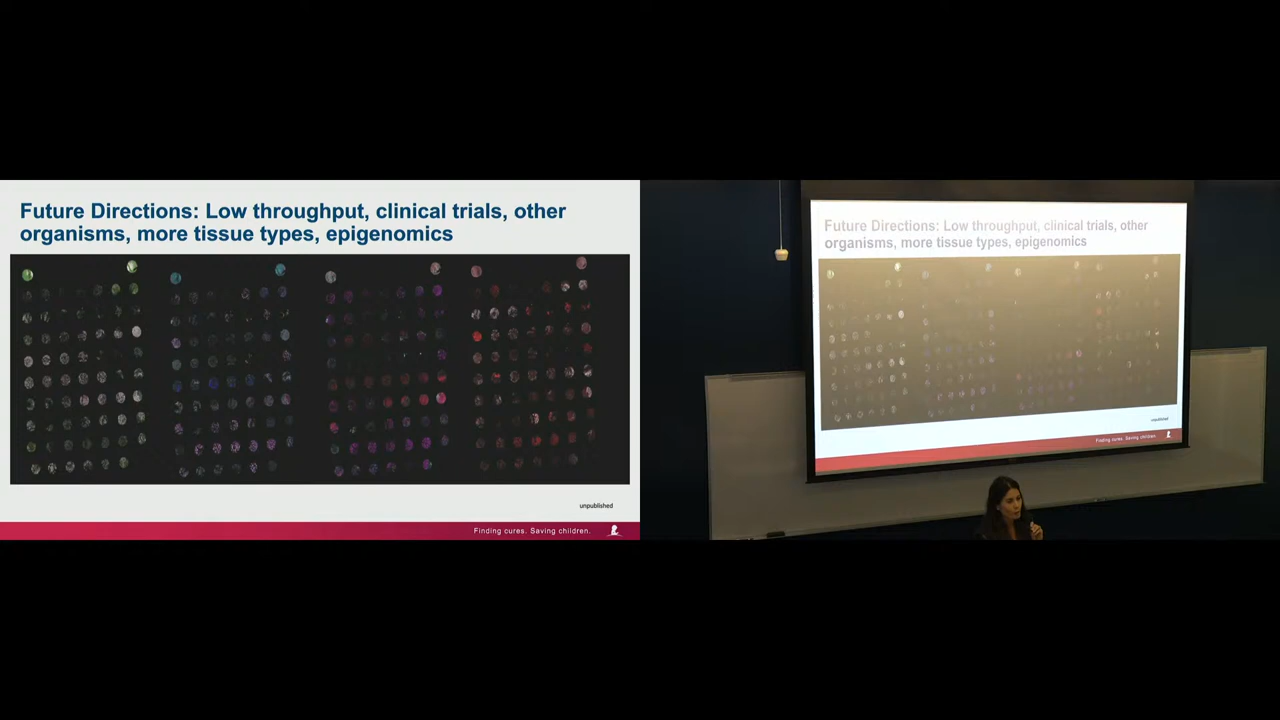 Future Directions: Low throughput, clinical trials, other
organisms, more tissue types, epigenomics
unpublished
Finding cures. Saving children.
Future Directions: Low throughput, clinical trials, other
organisms, more tissue types, epigenomics
unpublished
Finding cures. Saving children.